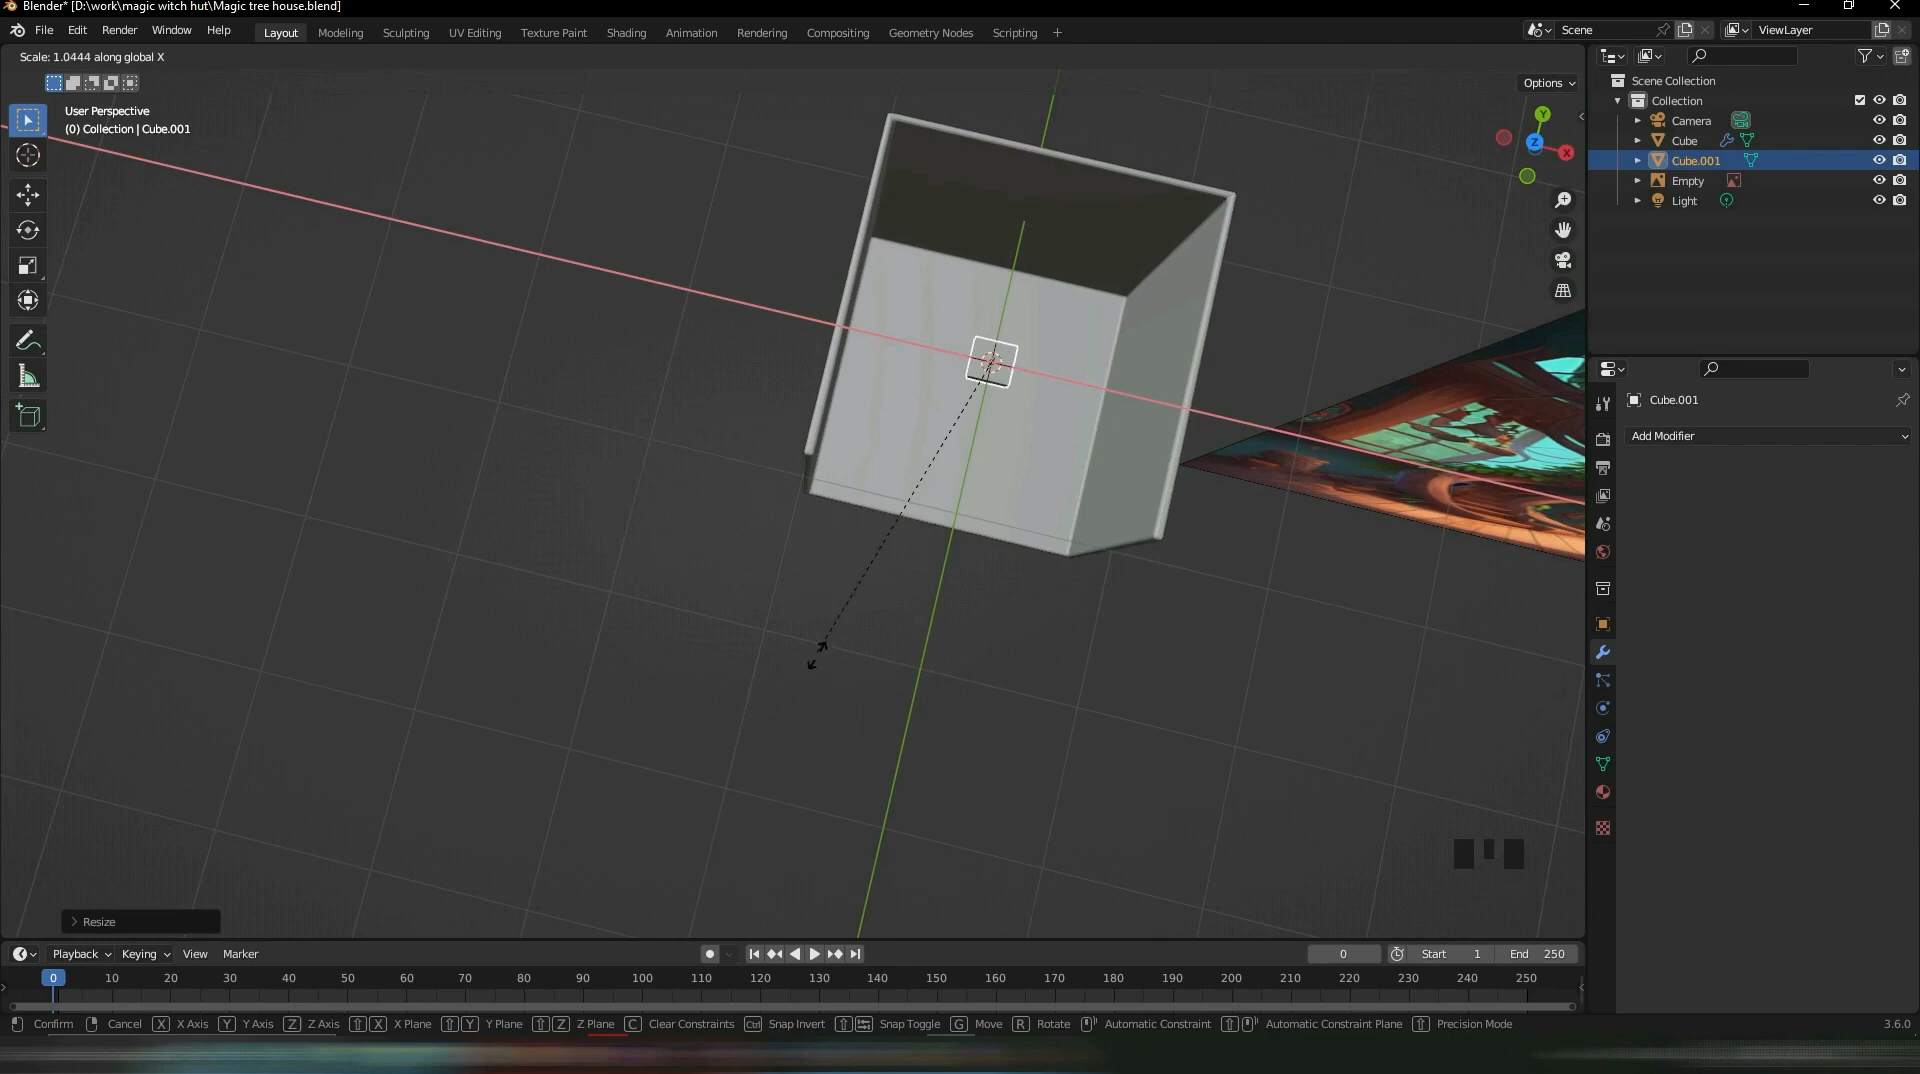 Blender* [D:\work\magic witch hut\Magic tree house.blend]
File Edit Render Window Help Layout Modeling Sculpting UV Editing Texture Paint Shading Animation Rendering Compositing Geometry Nodes Scripting + Scene ViewLayer
Scale: 1.0444 along global X
Options
User Perspective
(0) Collection | Cube.001
Y
X
Z
Scene Collection
Collection
Camera
Cube
Cube.001
Empty
Light
Cube.001
Add Modifier
Resize
Playback Keying View Marker 0 Start 1 End 250
0 10 20 30 40 50 60 70 80 90 100 110 120 130 140 150 160 170 180 190 200 210 220 230 240 250
Confirm Cancel X X Axis Y Y Axis Z Z Axis X X Plane Y Y Plane Z Z Plane C Clear Constraints Ctrl Snap Invert Snap Toggle G Move R Rotate Automatic Constraint Automatic Constraint Plane Precision Mode 3.6.0